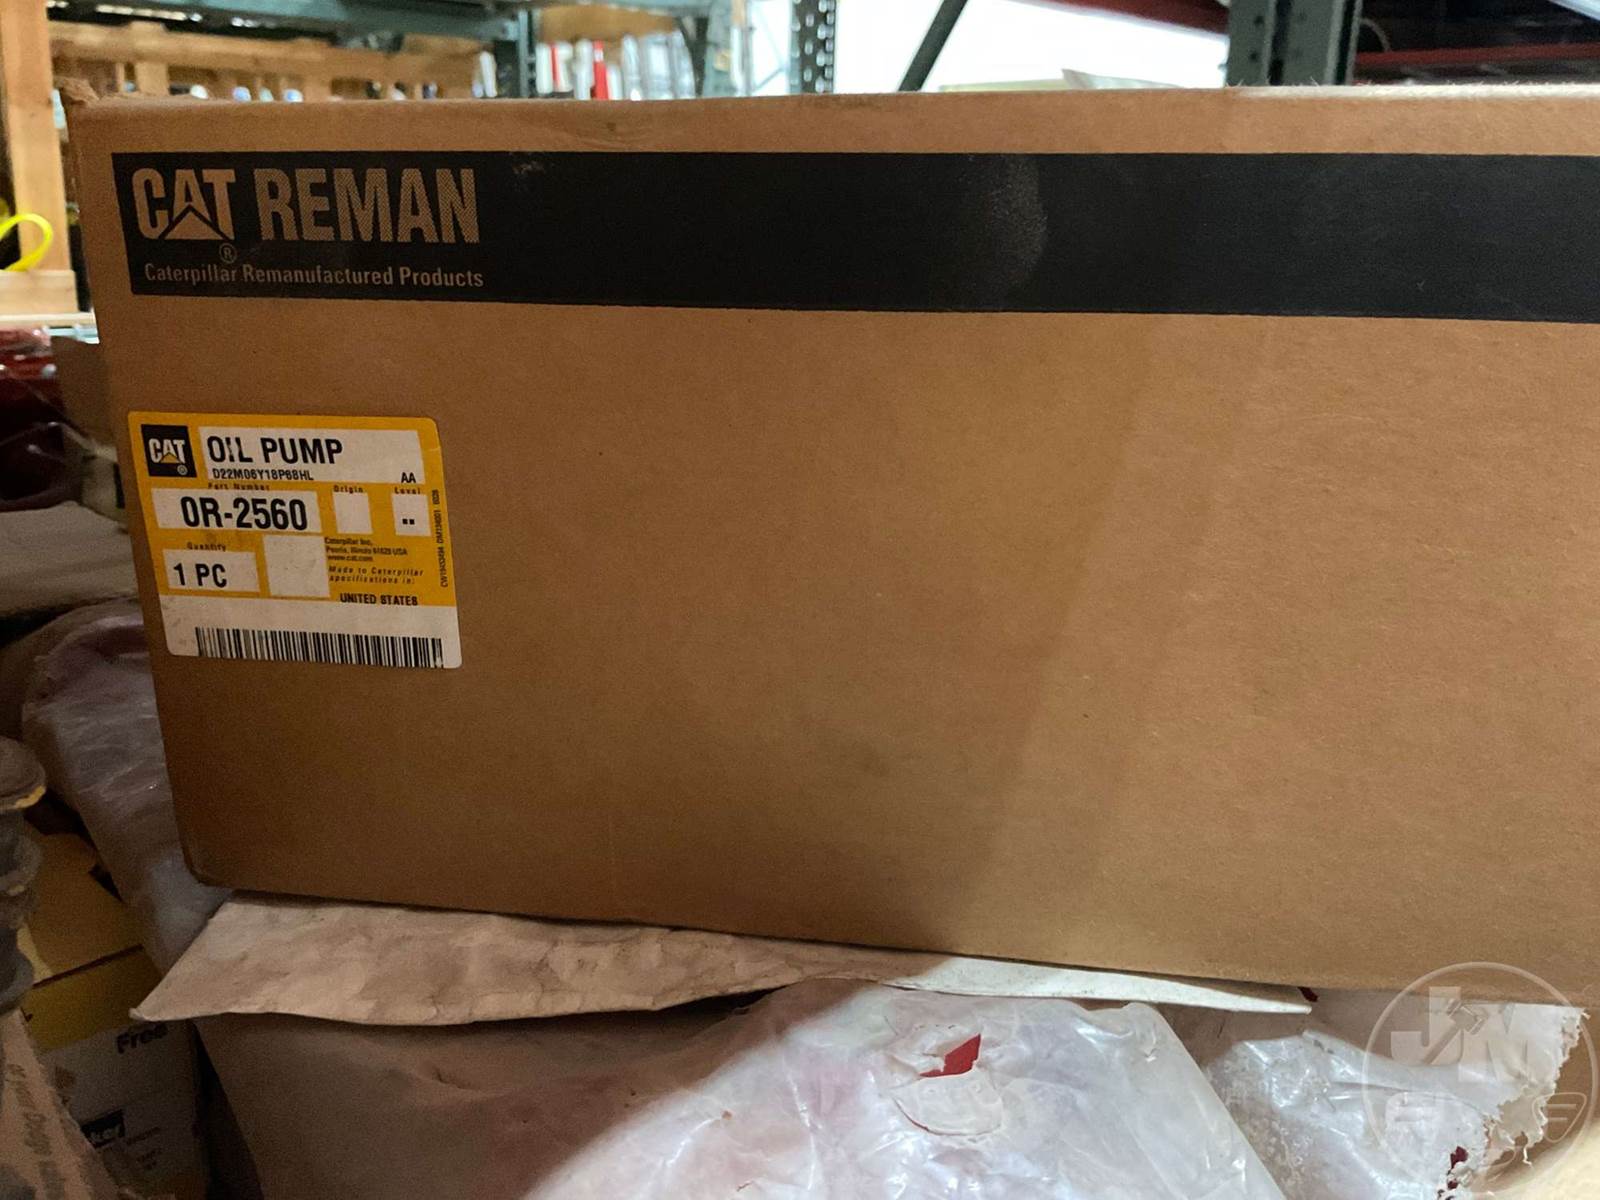 CAT REMAN
®
Caterpillar Remanufactured Products
CAT
®
OIL PUMP
D22M06Y18P68HL
AA
Part Number
Origin
Level
0R-2560
--
Quantity
1 PC
Caterpillar Inc.
Peoria, Illinois 61629 USA
www.cat.com
Made to Caterpillar
specifications in:
UNITED STATES
Free
J&M